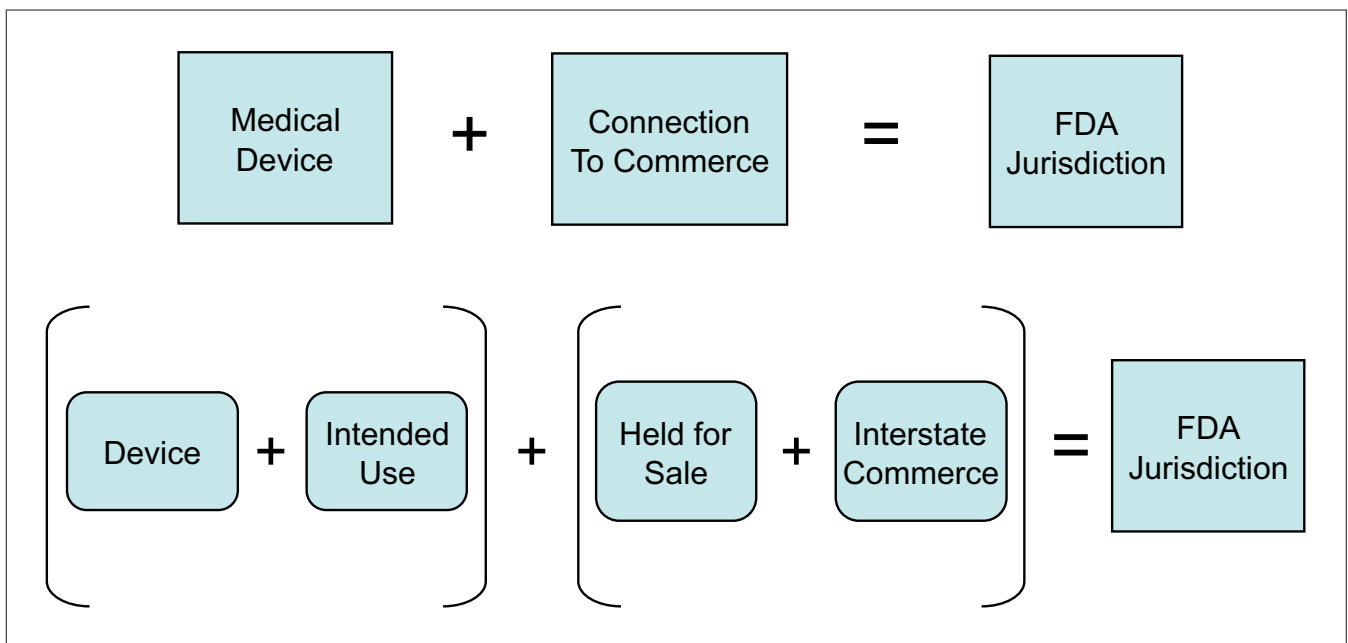 Medical
Device
+
Connection
To Commerce
=
FDA
Jurisdiction
Device
+
Intended
Use
+
Held for
Sale
+
Interstate
Commerce
=
FDA
Jurisdiction